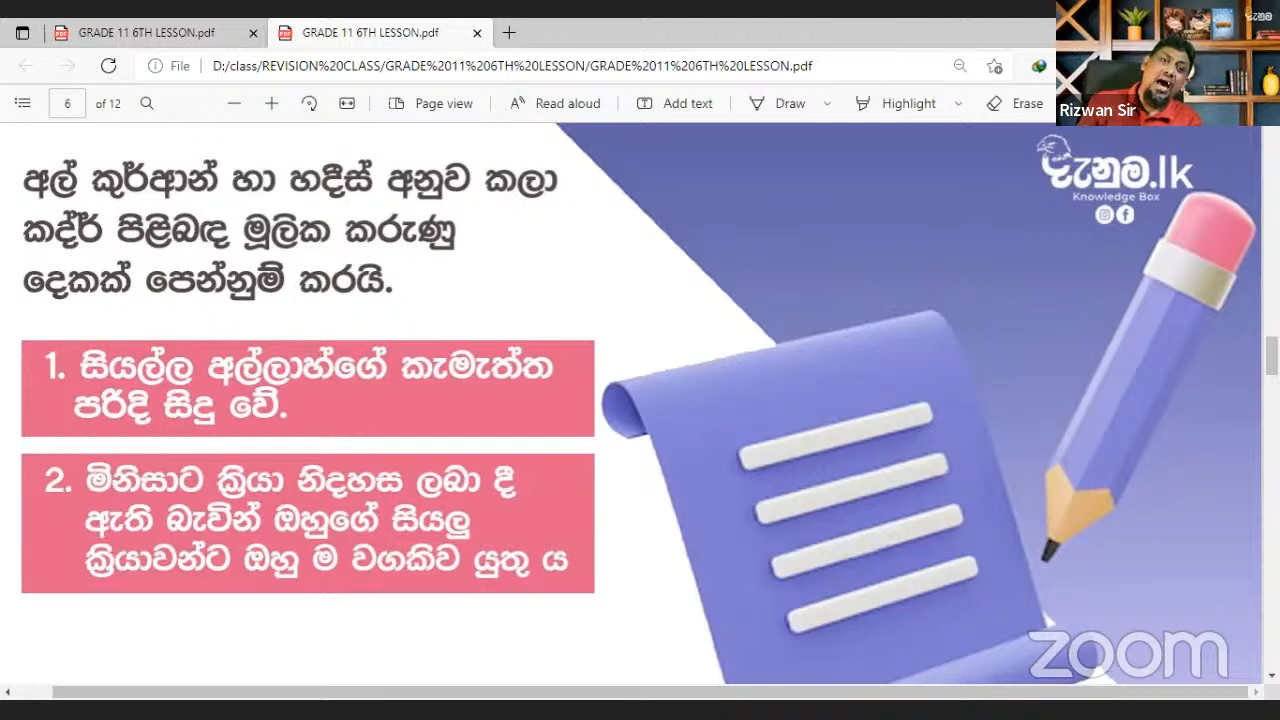 GRADE 11 6TH LESSON.pdf
GRADE 11 6TH LESSON.pdf
දැනුම
File D:/class/REVISION%20CLASS/GRADE%2011%206TH%20LESSON/GRADE%2011%206TH%20LESSON.pdf
6 of 12 Page view Read aloud Add text Draw Highlight Erase
Rizwan Sir
අල් කුර්ආන් හා හදීස් අනුව කලා
කද්ර් පිළිබඳ මූලික කරුණු
දෙකක් පෙන්නුම් කරයි.
දැනුම.lk
Knowledge Box
1. සියල්ල අල්ලාහ්ගේ කැමැත්ත
පරිදි සිදු වේ.
2. මිනිසාට ක්‍රියා නිදහස ලබා දී
ඇති බැවින් ඔහුගේ සියලු
ක්‍රියාවන්ට ඔහු ම වගකිව යුතු ය
zoom